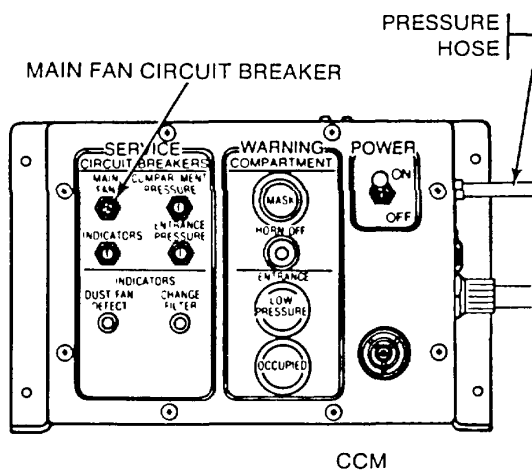 PRESSURE
HOSE
MAIN FAN CIRCUIT BREAKER
SERVICE
CIRCUIT BREAKERS
MAIN
FAN
COMPARTMENT
PRESSURE
INDICATORS
ENTRANCE
PRESSURE
INDICATORS
DUST FAN
DEFECT
CHANGE
FILTER
WARNING
COMPARTMENT
MASK
HORN OFF
ENTRANCE
LOW
PRESSURE
OCCUPIED
POWER
ON
OFF
CCM